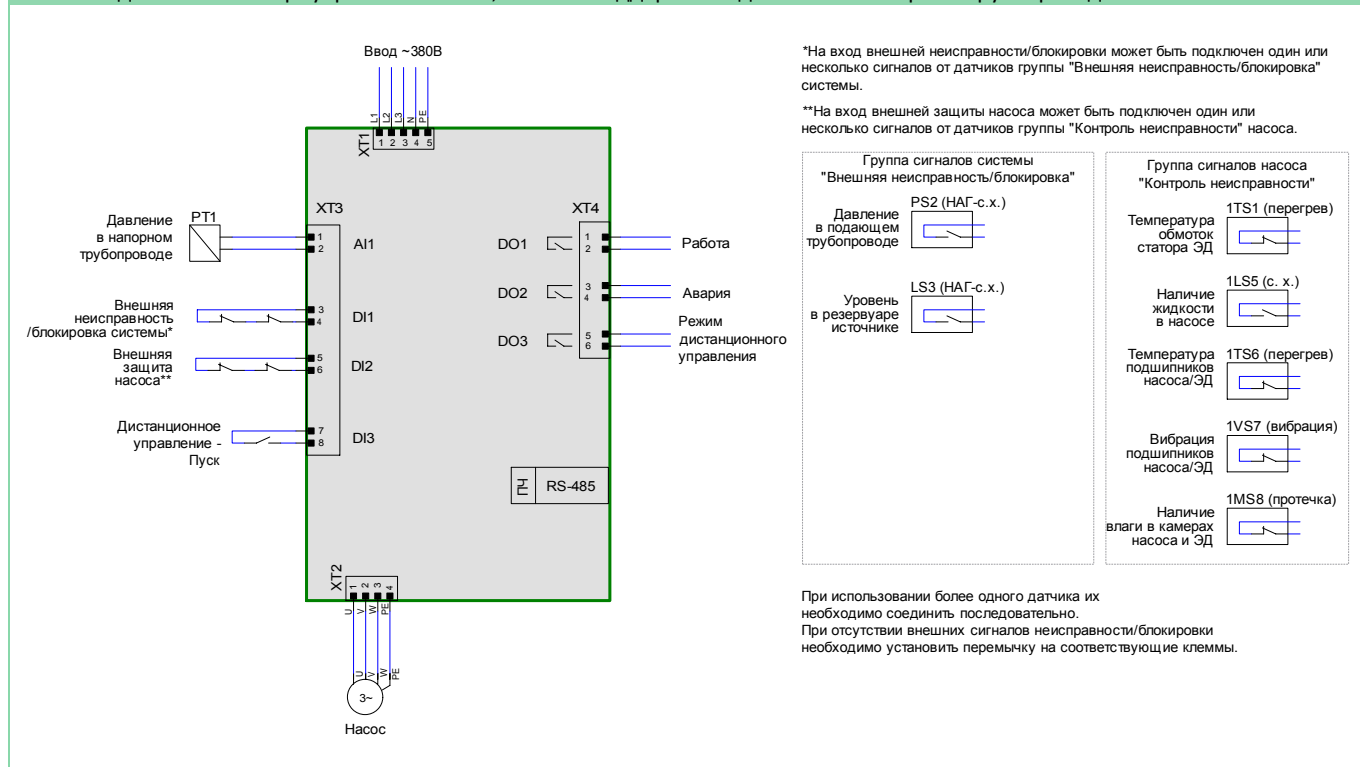 Ввод ~380В
L1
L2
L3
N
PE
XT1
1 2 3 4 5
Давление
в напорном
трубопроводе
PT1
XT3
1
2
AI1
Внешняя
неисправность
/блокировка системы*
3
4
DI1
Внешняя
защита
насоса**
5
6
DI2
Дистанционное
управление -
Пуск
7
8
DI3
XT4
DO1
1
2
Работа
DO2
3
4
Авария
DO3
5
6
Режим
дистанционного
управления
ПЧ
RS-485
XT2
1 2 3 4
U
V
W
PE
U
V
W
PE
3~
Насос
*На вход внешней неисправности/блокировки может быть подключен один или
несколько сигналов от датчиков группы "Внешняя неисправность/блокировка"
системы.
**На вход внешней защиты насоса может быть подключен один или
несколько сигналов от датчиков группы "Контроль неисправности" насоса.
Группа сигналов системы
"Внешняя неисправность/блокировка"
Давление
в подающем
трубопроводе
PS2 (НАГ-с.х.)
Уровень
в резервуаре
источнике
LS3 (НАГ-с.х.)
Группа сигналов насоса
"Контроль неисправности"
Температура
обмоток
статора ЭД
1TS1 (перегрев)
Наличие
жидкости
в насосе
1LS5 (с. х.)
Температура
подшипников
насоса/ЭД
1TS6 (перегрев)
Вибрация
подшипников
насоса/ЭД
1VS7 (вибрация)
Наличие
влаги в камерах
насоса и ЭД
1MS8 (протечка)
При использовании более одного датчика их
необходимо соединить последовательно.
При отсутствии внешних сигналов неисправности/блокировки
необходимо установить перемычку на соответствующие клеммы.